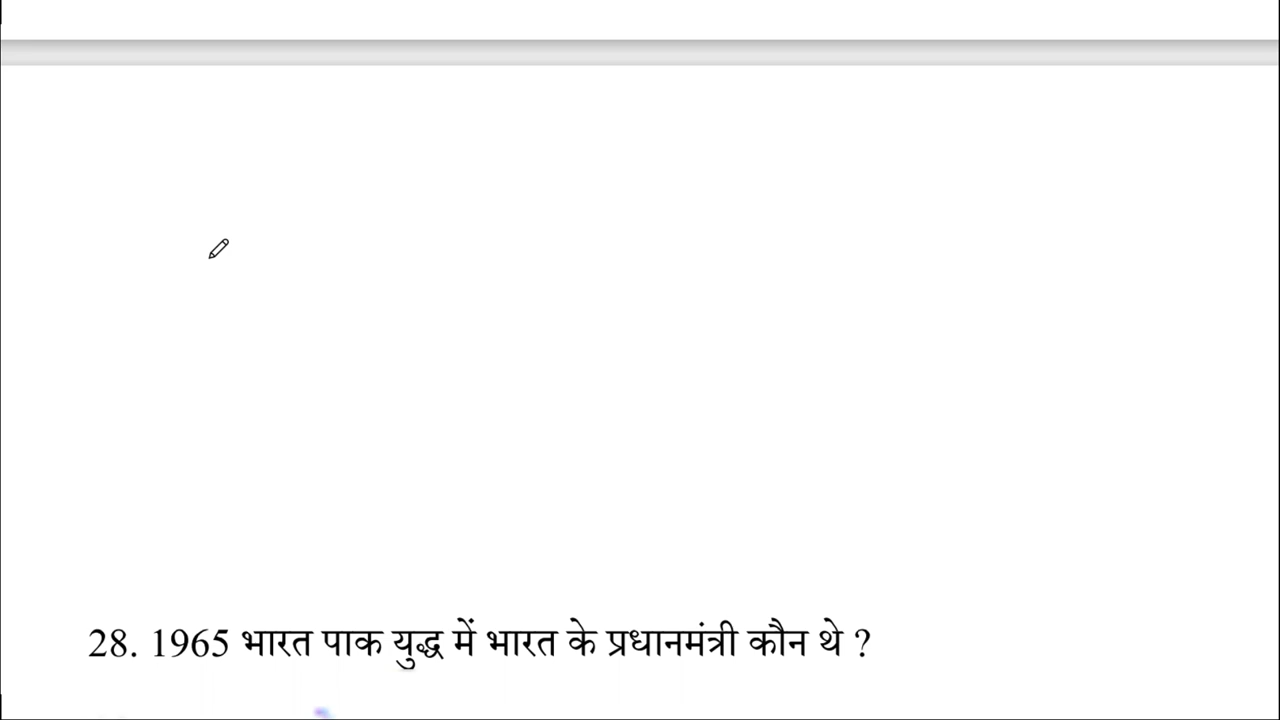 28. 1965 भारत पाक युद्ध में भारत के प्रधानमंत्री कौन थे ?